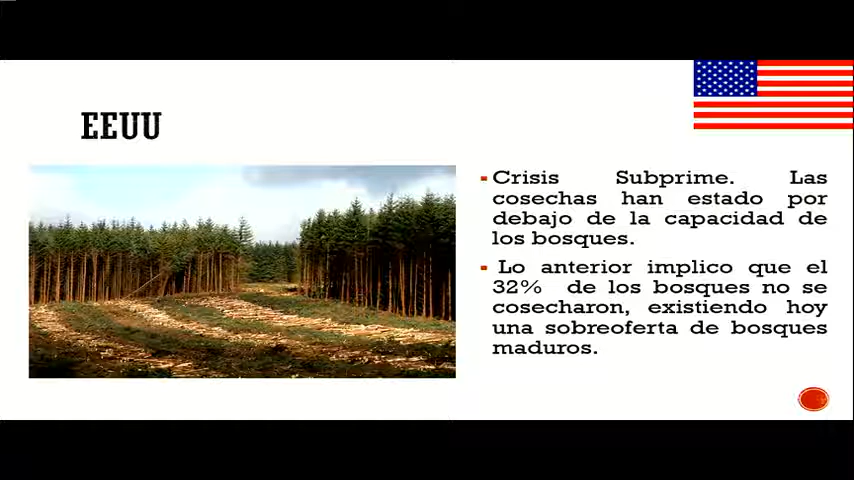 EEUU
Crisis Subprime. Las
cosechas han estado por
debajo de la capacidad de
los bosques.
Lo anterior implico que el
32% de los bosques no se
cosecharon, existiendo hoy
una sobreoferta de bosques
maduros.